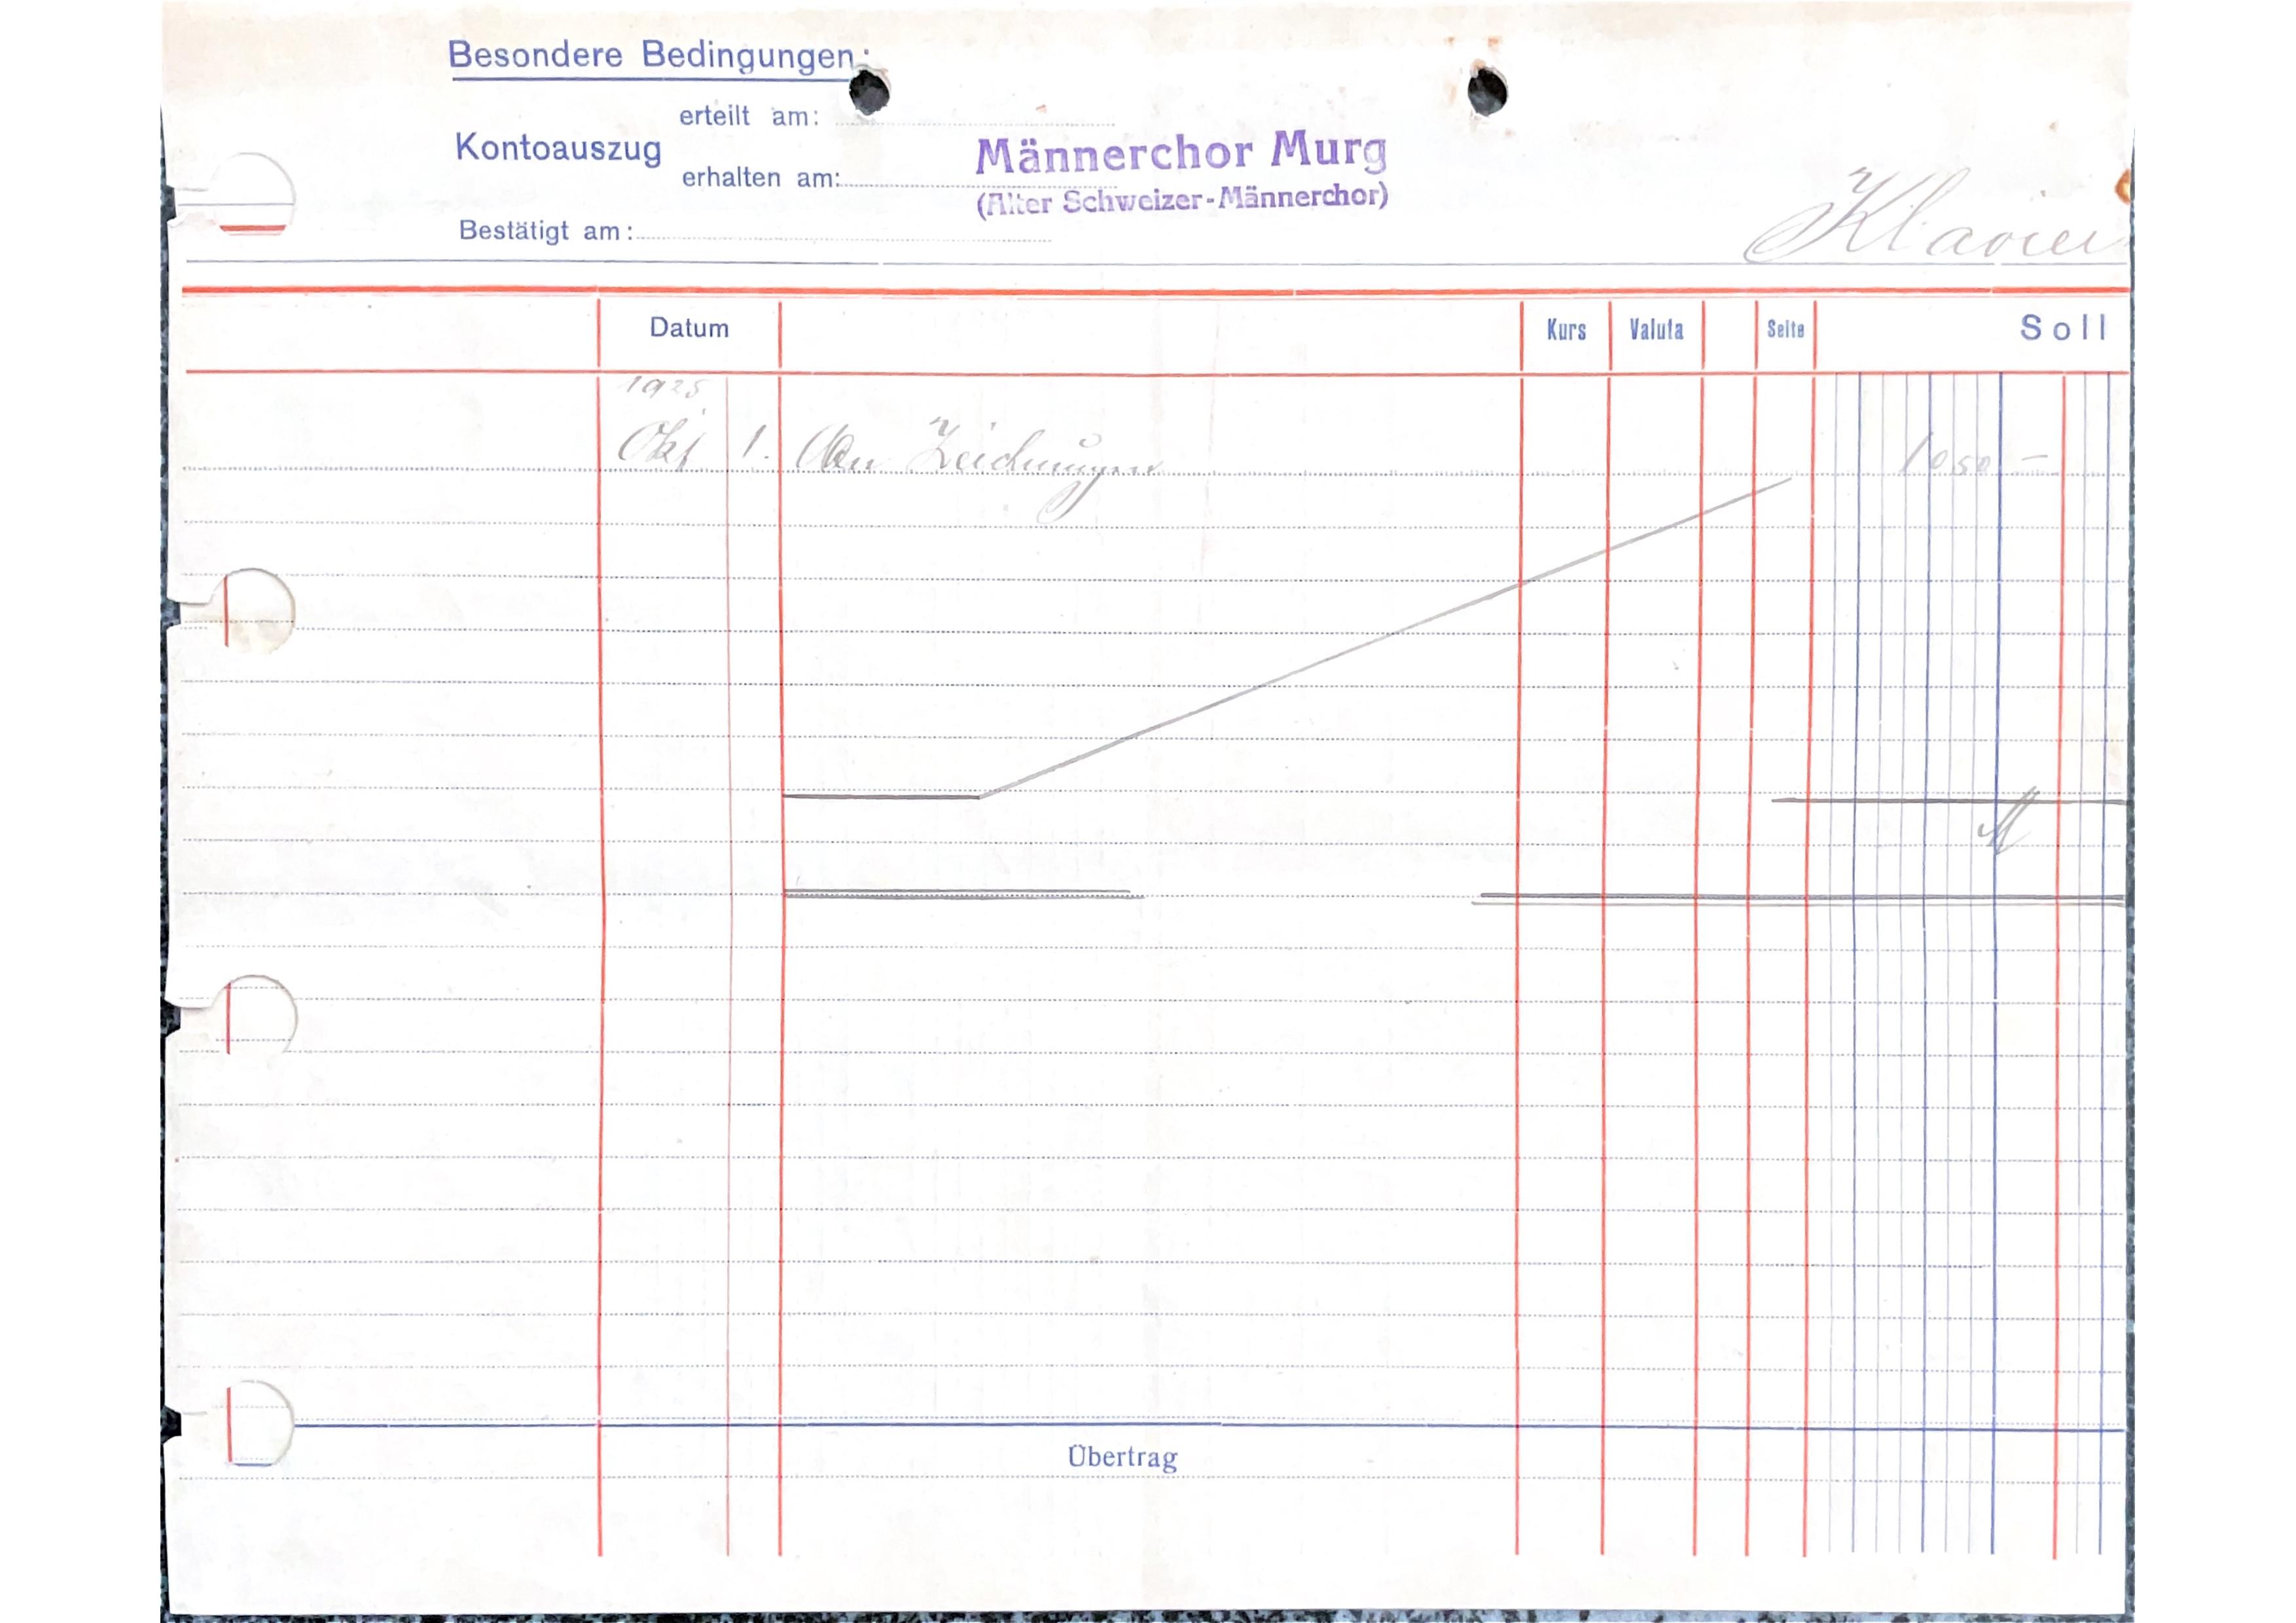 Besondere Bedingungen:
Kontoauszug erteilt am:
erhalten am:
Bestätigt am:
Männerchor Murg
(Alter Schweizer-Männerchor)
Klavier
Datum Kurs Valuta Seite Soll
1925
Okt 1. An Zeichnungen 1050 –
Übertrag